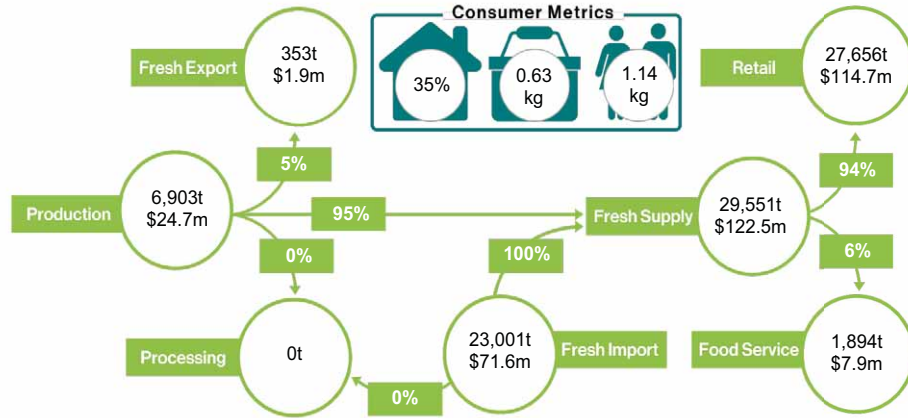 Consumer Metrics
35%
0.63
kg
1.14
kg
Fresh Export
353t
$1.9m
Retail
27,656t
$114.7m
5%
94%
Production
6,903t
$24.7m
95%
Fresh Supply
29,551t
$122.5m
0%
100%
6%
Processing
0t
23,001t
$71.6m
Fresh Import
Food Service
1,894t
$7.9m
0%